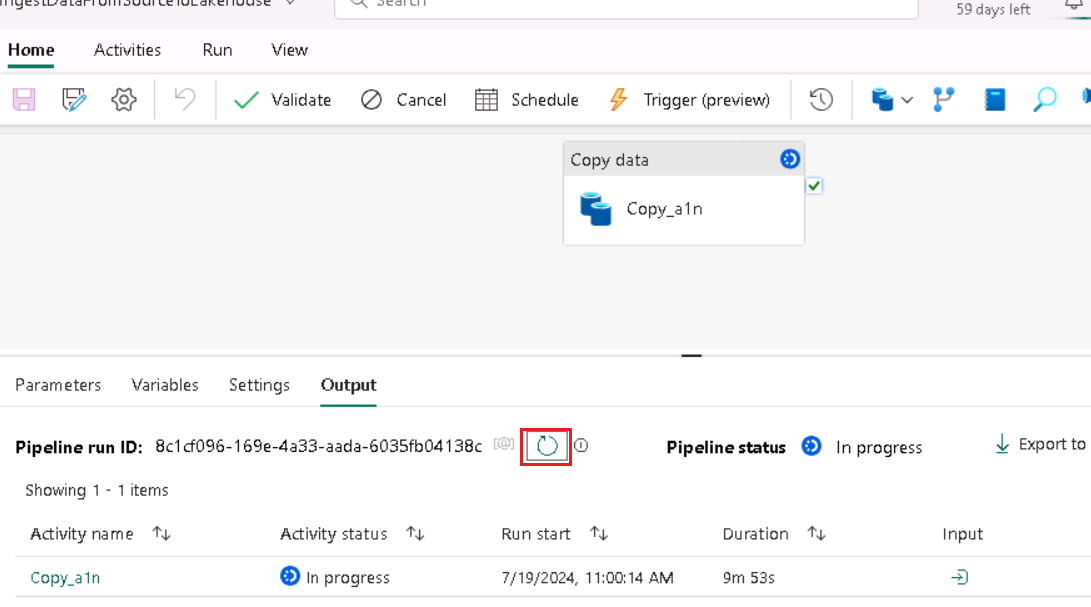 IngestDataFromSourceToLakehouse
Search
59 days left
Home Activities Run View
Validate Cancel Schedule Trigger (preview)
Copy data
Copy_a1n
Parameters Variables Settings Output
Pipeline run ID: 8c1cf096-169e-4a33-aada-6035fb04138c Pipeline status In progress Export to
Showing 1 - 1 items
Activity name Activity status Run start Duration Input
Copy_a1n In progress 7/19/2024, 11:00:14 AM 9m 53s